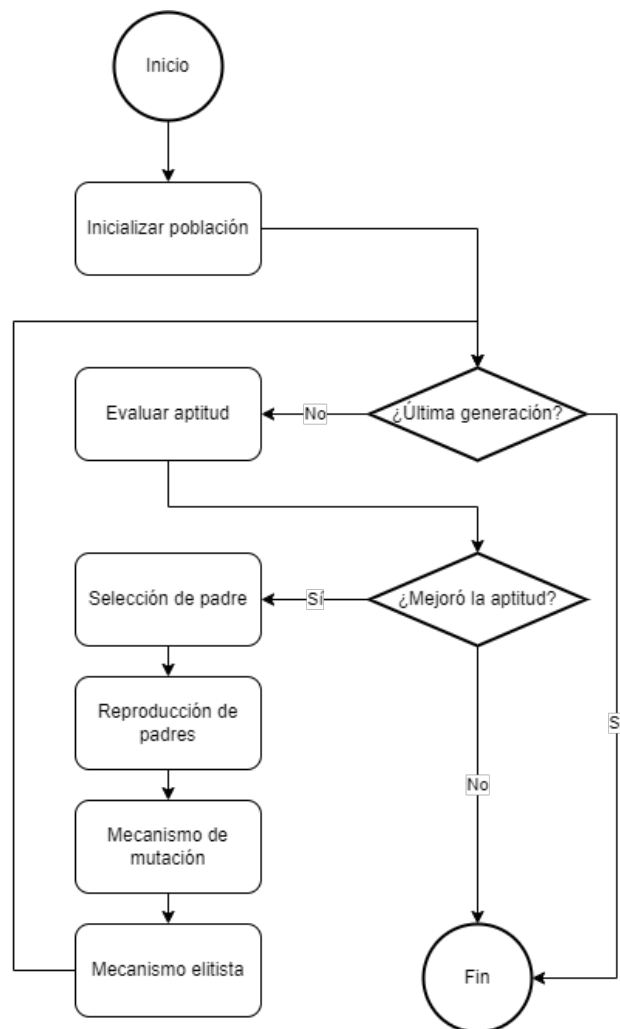 Inicio
Inicializar población
Evaluar aptitud
No
¿Última generación?
Selección de padre
Sí
¿Mejoró la aptitud?
Reproducción de
padres
S
No
Mecanismo de
mutación
Mecanismo elitista
Fin